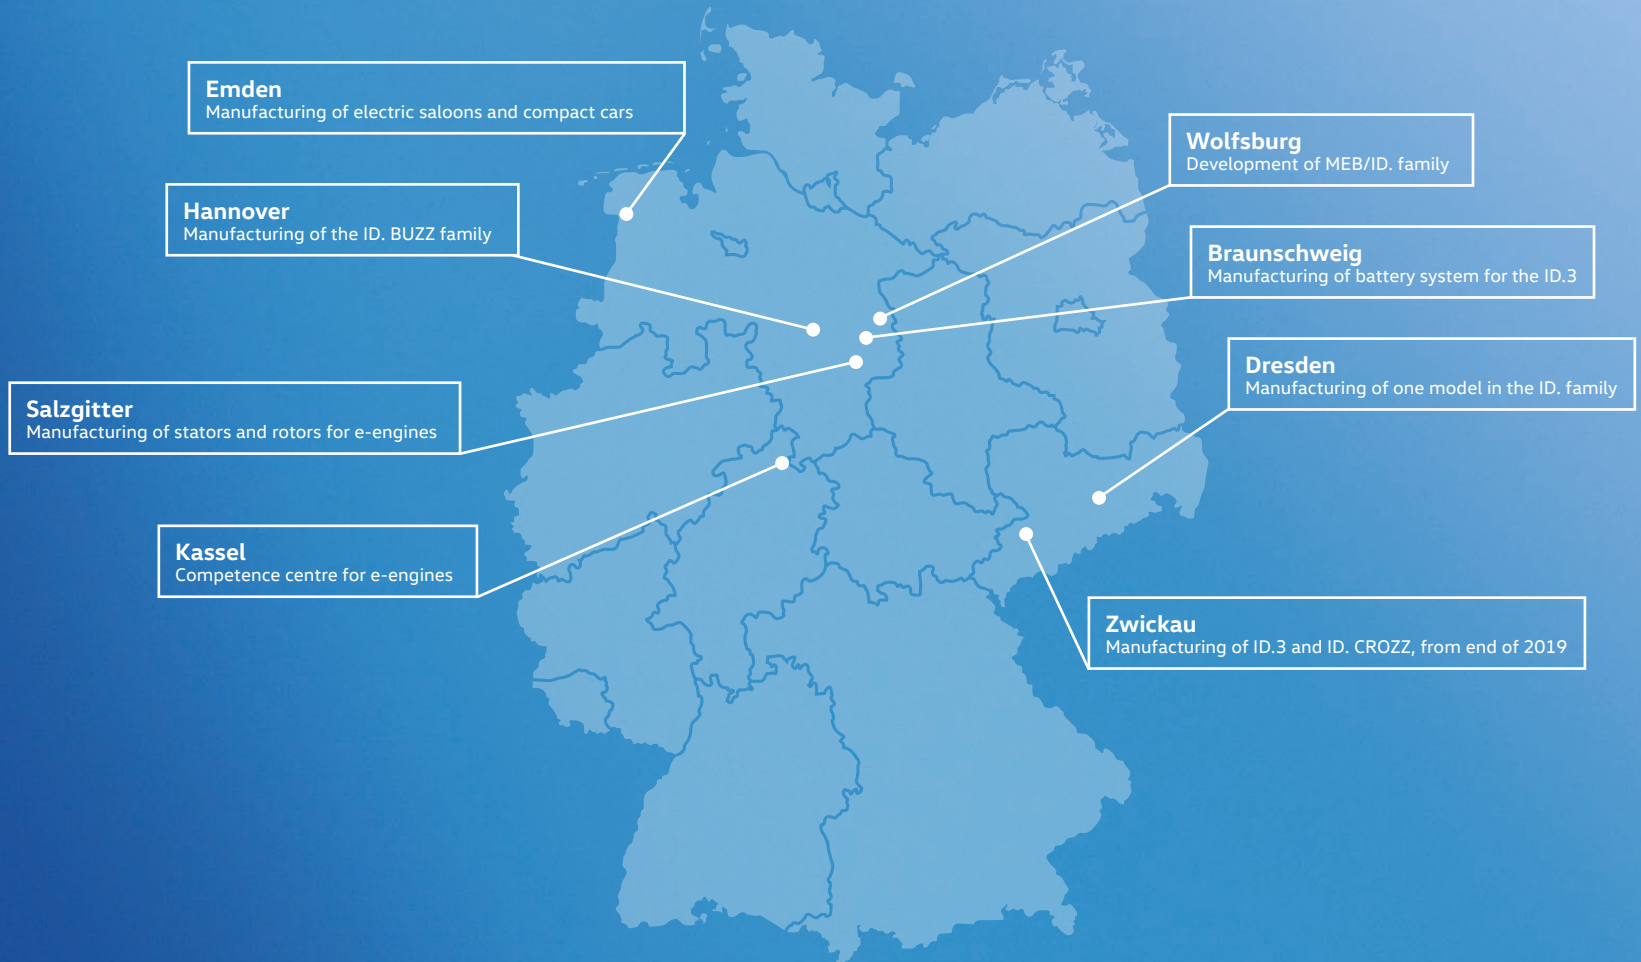 Emden
Manufacturing of electric saloons and compact cars
Wolfsburg
Development of MEB/ID. family
Hannover
Manufacturing of the ID. BUZZ family
Braunschweig
Manufacturing of battery system for the ID.3
Dresden
Manufacturing of one model in the ID. family
Salzgitter
Manufacturing of stators and rotors for e-engines
Kassel
Competence centre for e-engines
Zwickau
Manufacturing of ID.3 and ID. CROZZ, from end of 2019